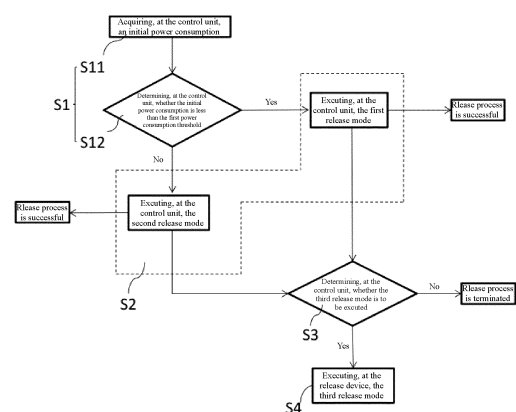 Acquiring, at the control unit,
an initial power consumption
S11
S1
Determining, at the control
unit, whether the initial
power consumption is less
than the first power
consumption threshold
S12
Yes
Excuting, at the
control unit, the first
release mode
Rlease process
is successful
No
Excuting, at the
control unit, the
second release mode
Rlease process
is successful
S2
Determining, at the
control unit, whether the
third release mode is to
be excuted
S3
No
Rlease process
is terminated
Yes
Executing, at the
release device, the
third release mode
S4